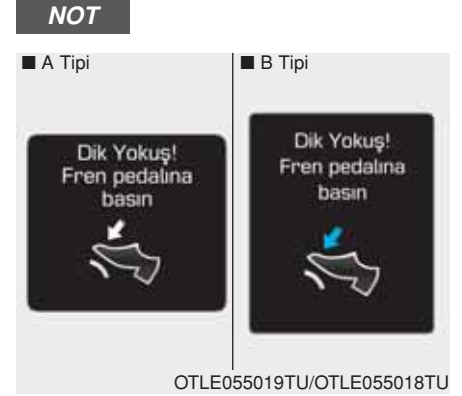 NOT
■ A Tipi
■ B Tipi
Dik Yokuş!
Fren pedalına
basın
Dik Yokuş!
Fren pedalına
basın
OTLE055019TU/OTLE055018TU